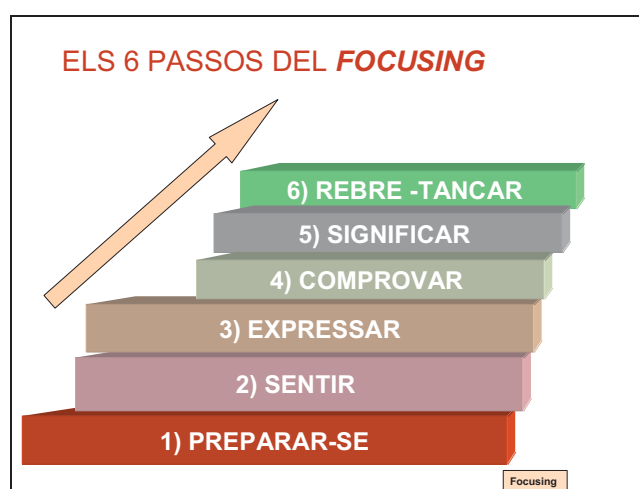 ELS 6 PASSOS DEL FOCUSING
6) REBRE -TANCAR
5) SIGNIFICAR
4) COMPROVAR
3) EXPRESSAR
2) SENTIR
1) PREPARAR-SE
Focusing